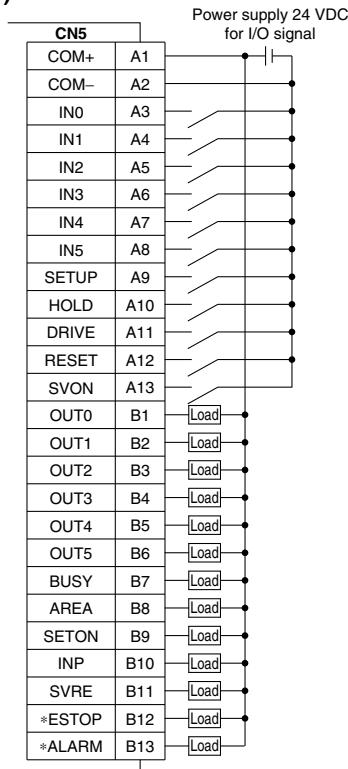 )
Power supply 24 VDC
for I/O signal
CN5
COM+ A1
COM− A2
IN0 A3
IN1 A4
IN2 A5
IN3 A6
IN4 A7
IN5 A8
SETUP A9
HOLD A10
DRIVE A11
RESET A12
SVON A13
OUT0 B1 Load
OUT1 B2 Load
OUT2 B3 Load
OUT3 B4 Load
OUT4 B5 Load
OUT5 B6 Load
BUSY B7 Load
AREA B8 Load
SETON B9 Load
INP B10 Load
SVRE B11 Load
*ESTOP B12 Load
*ALARM B13 Load